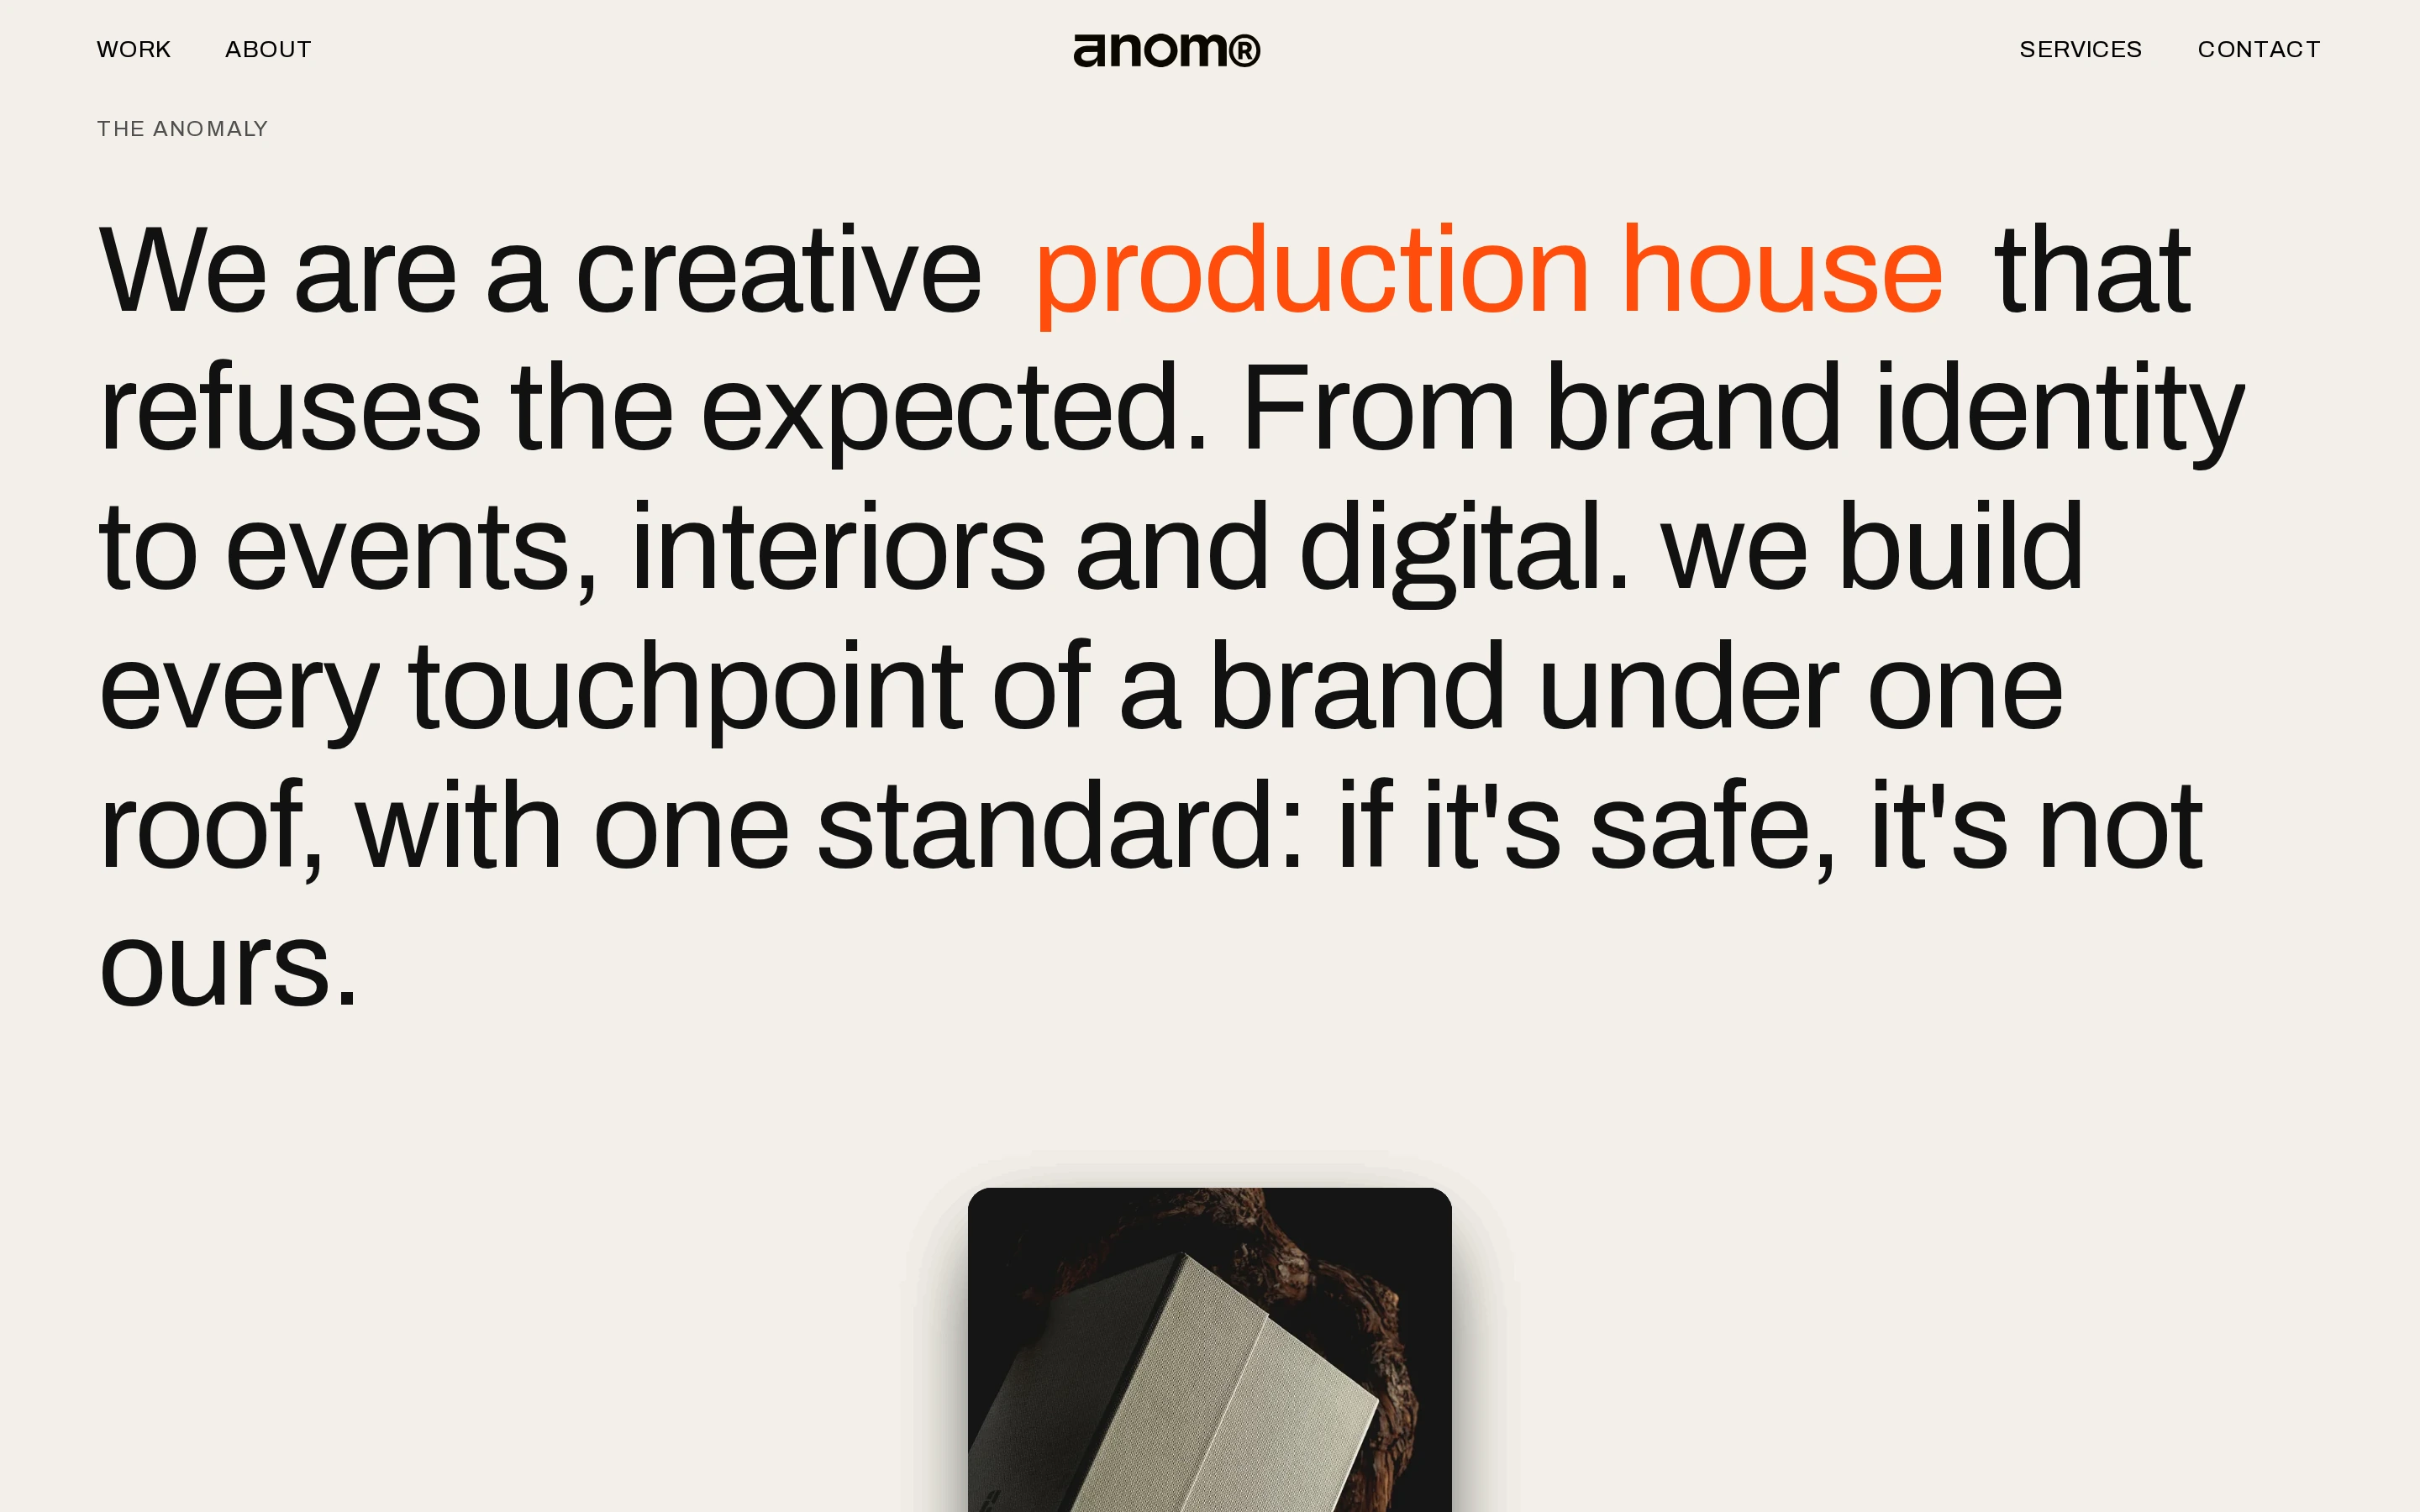 WORK ABOUT anom® SERVICES CONTACT
THE ANOMALY
We are a creative production house that
refuses the expected. From brand identity
to events, interiors and digital. we build
every touchpoint of a brand under one
roof, with one standard: if it's safe, it's not
ours.